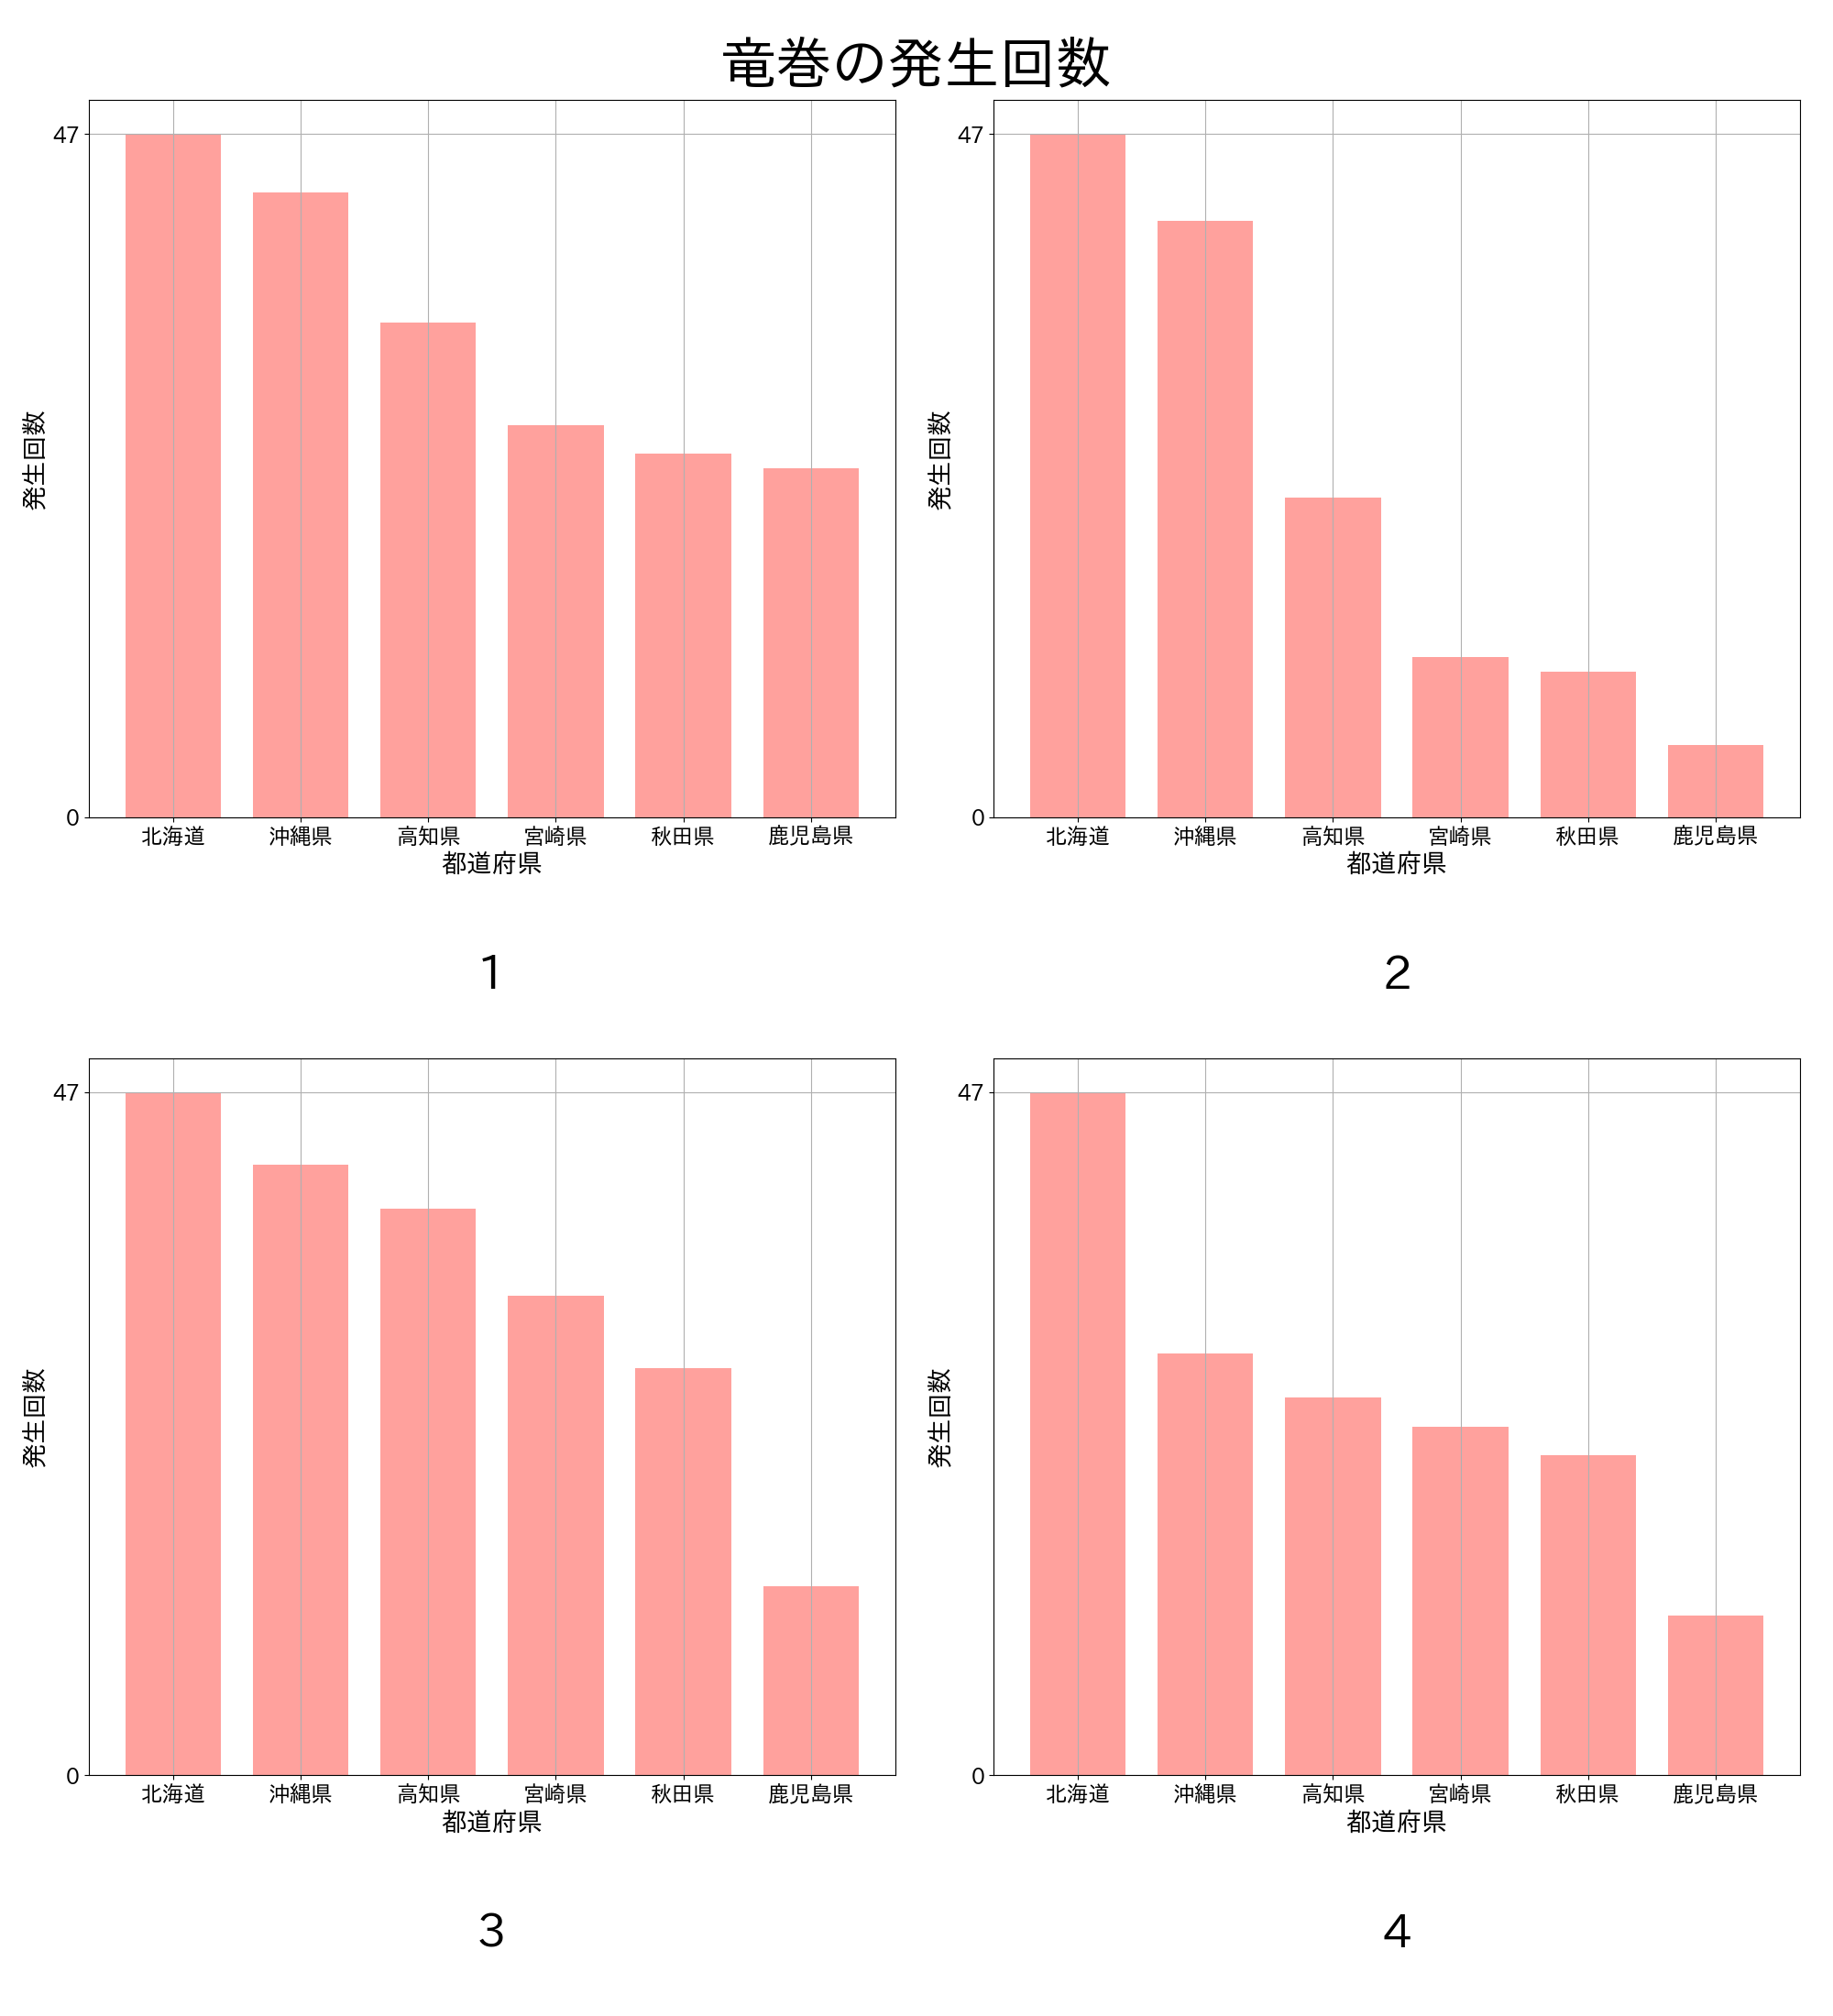 竜巻の発生回数
47
0
発生回数
北海道 沖縄県 高知県 宮崎県 秋田県 鹿児島県
都道府県
1
47
0
発生回数
北海道 沖縄県 高知県 宮崎県 秋田県 鹿児島県
都道府県
2
47
0
発生回数
北海道 沖縄県 高知県 宮崎県 秋田県 鹿児島県
都道府県
3
47
0
発生回数
北海道 沖縄県 高知県 宮崎県 秋田県 鹿児島県
都道府県
4